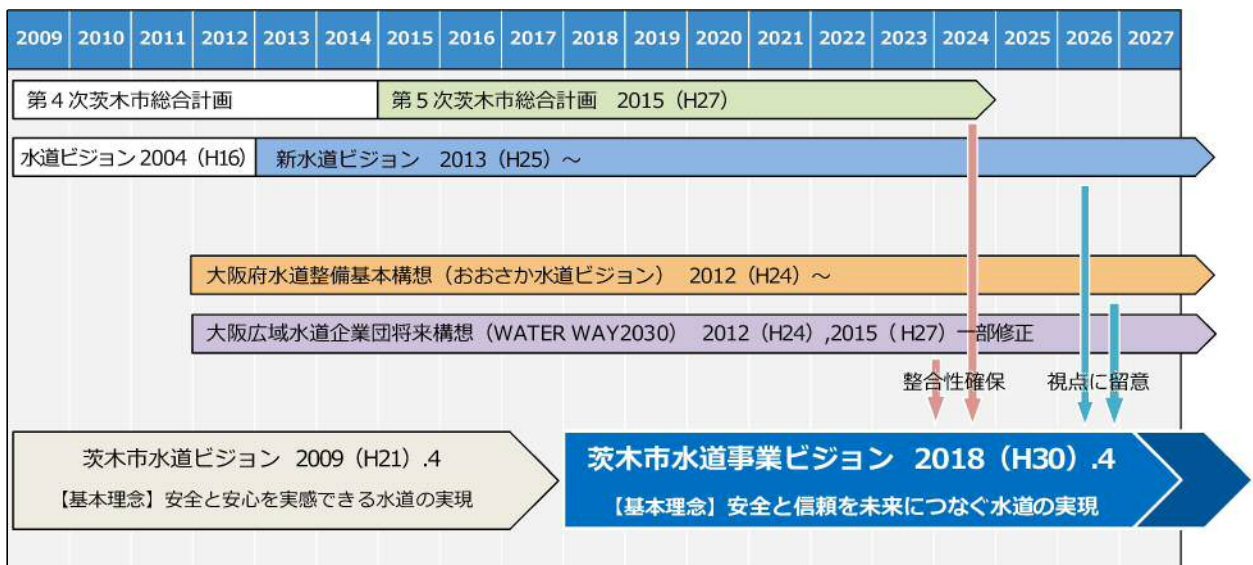 2009 2010 2011 2012 2013 2014 2015 2016 2017 2018 2019 2020 2021 2022 2023 2024 2025 2026 2027
第4次茨木市総合計画 第5次茨木市総合計画 2015（H27）
水道ビジョン2004（H16） 新水道ビジョン 2013（H25）～
大阪府水道整備基本構想（おおさか水道ビジョン） 2012（H24）～
大阪広域水道企業団将来構想（WATER WAY2030） 2012（H24）,2015（H27）一部修正
整合性確保 視点に留意
茨木市水道ビジョン 2009（H21）.4
【基本理念】安全と安心を実感できる水道の実現
茨木市水道事業ビジョン 2018（H30）.4
【基本理念】安全と信頼を未来につなぐ水道の実現